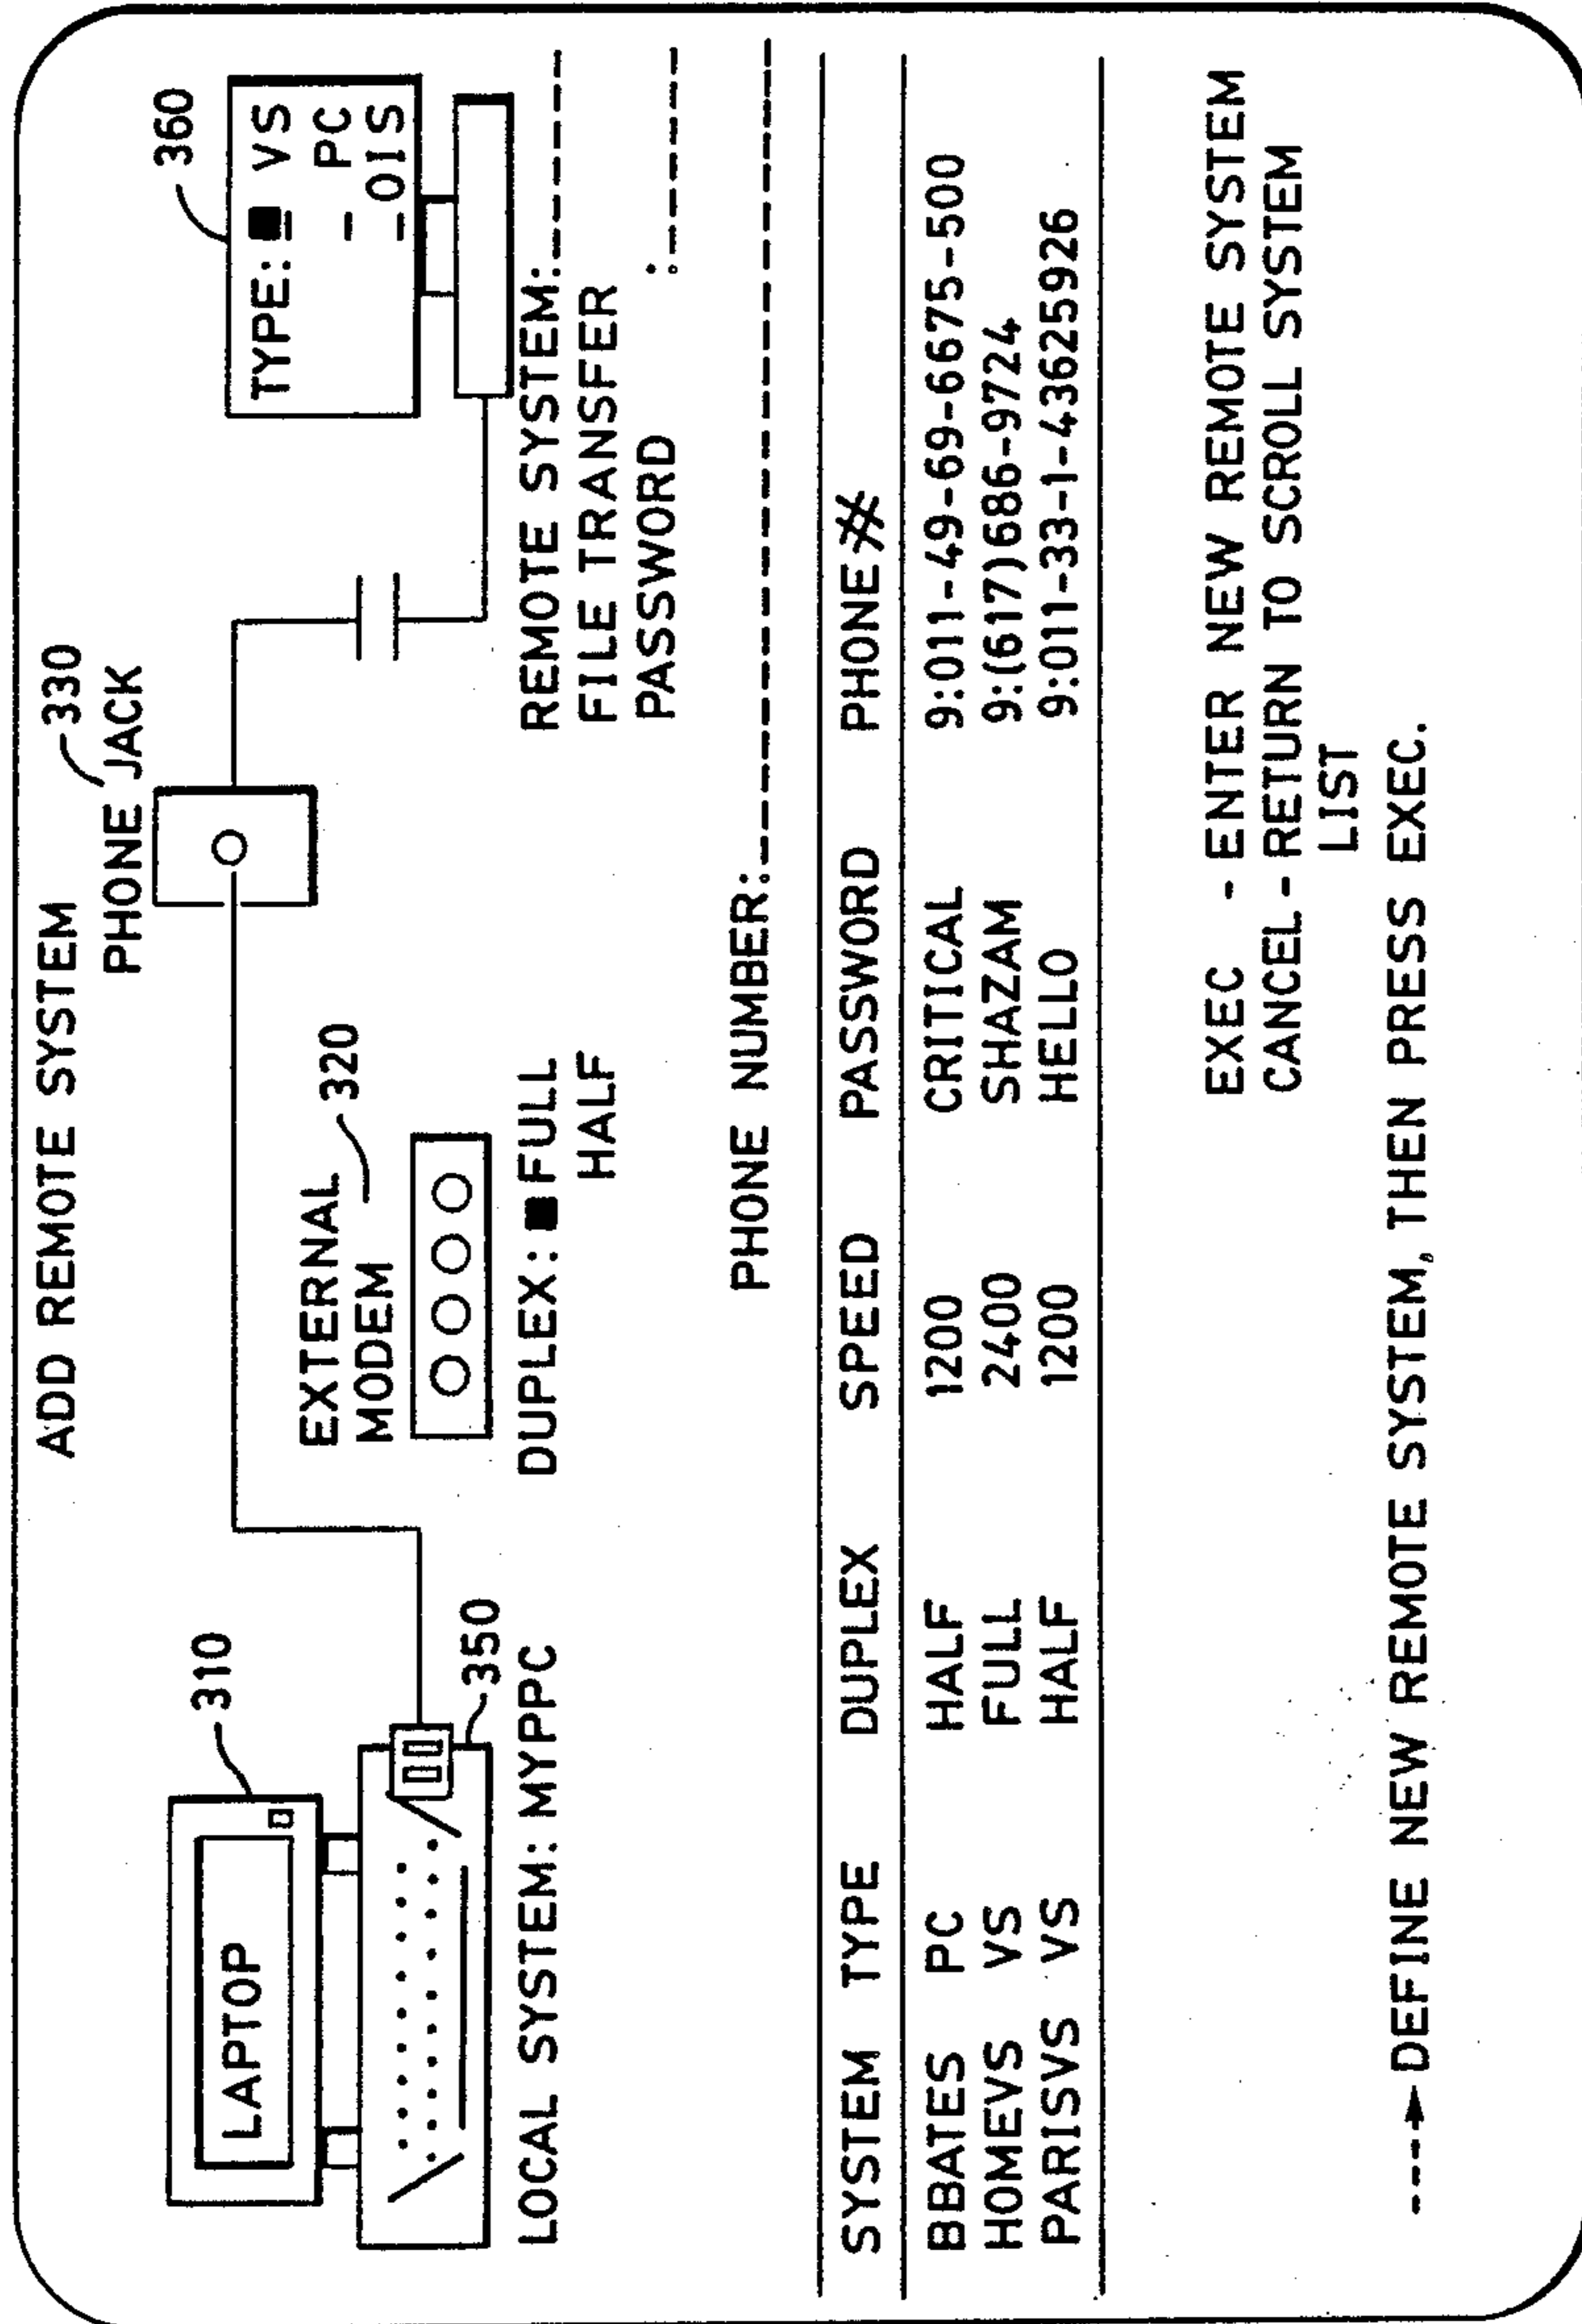 ADD REMOTE SYSTEM
330
PHONE JACK
310
LAPTOP
EXTERNAL
MODEM
320
360
TYPE: ■ VS
_ PC
_ OIS
350
LOCAL SYSTEM: MYPPC
DUPLEX: ■ FULL
HALF
REMOTE SYSTEM:------
FILE TRANSFER
PASSWORD :------
PHONE NUMBER:------------------------
SYSTEM TYPE DUPLEX SPEED PASSWORD PHONE #
BBATES PC HALF 1200 CRITICAL 9:011-49-69-6675-500
HOMEVS VS FULL 2400 SHAZAM 9:(617)686-9724
PARISVS VS HALF 1200 HELLO 9:011-33-1-43625926
EXEC - ENTER NEW REMOTE SYSTEM
CANCEL - RETURN TO SCROLL SYSTEM
LIST
---→ DEFINE NEW REMOTE SYSTEM, THEN PRESS EXEC.